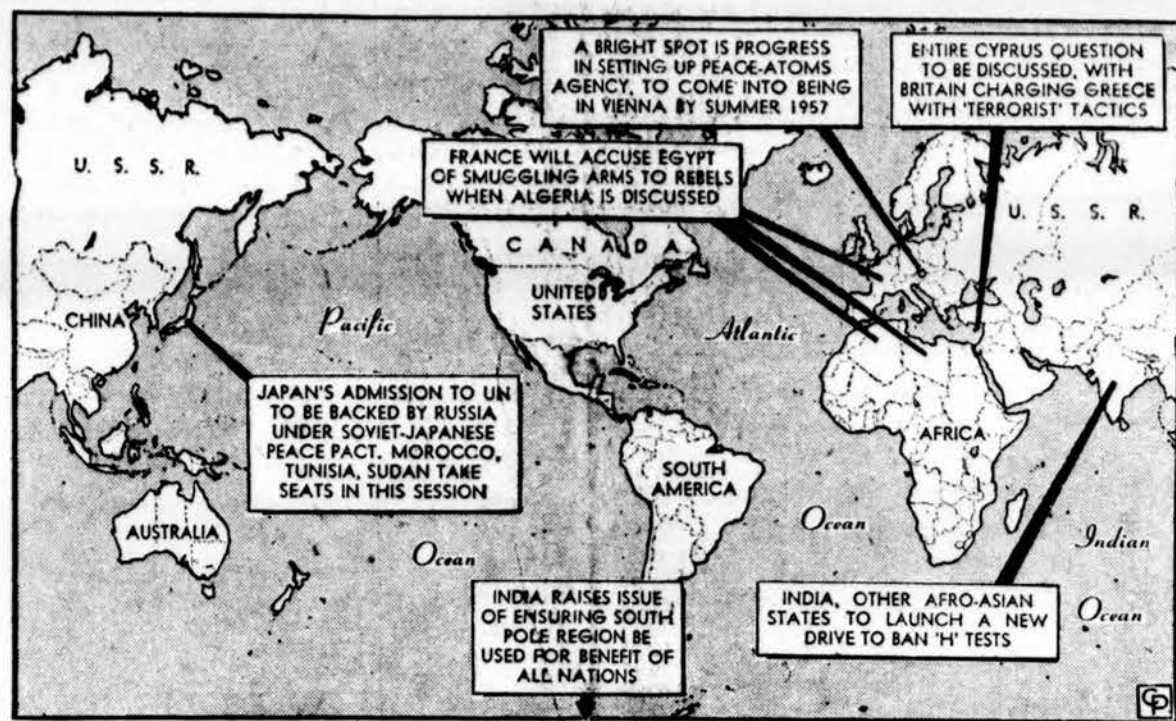 A BRIGHT SPOT IS PROGRESS
IN SETTING UP PEACE-ATOMS
AGENCY, TO COME INTO BEING
IN VIENNA BY SUMMER 1957
ENTIRE CYPRUS QUESTION
TO BE DISCUSSED, WITH
BRITAIN CHARGING GREECE
WITH 'TERRORIST' TACTICS
FRANCE WILL ACCUSE EGYPT
OF SMUGGLING ARMS TO REBELS
WHEN ALGERIA IS DISCUSSED
U. S. S. R.
U. S. S. R.
CANADA
UNITED
STATES
CHINA
Pacific
Atlantic
JAPAN'S ADMISSION TO UN
TO BE BACKED BY RUSSIA
UNDER SOVIET-JAPANESE
PEACE PACT. MOROCCO,
TUNISIA, SUDAN TAKE
SEATS IN THIS SESSION
AFRICA
SOUTH
AMERICA
AUSTRALIA
Ocean
Ocean
Indian
Ocean
INDIA RAISES ISSUE
OF ENSURING SOUTH
POLE REGION BE
USED FOR BENEFIT OF
ALL NATIONS
INDIA, OTHER AFRO-ASIAN
STATES TO LAUNCH A NEW
DRIVE TO BAN 'H' TESTS
CP